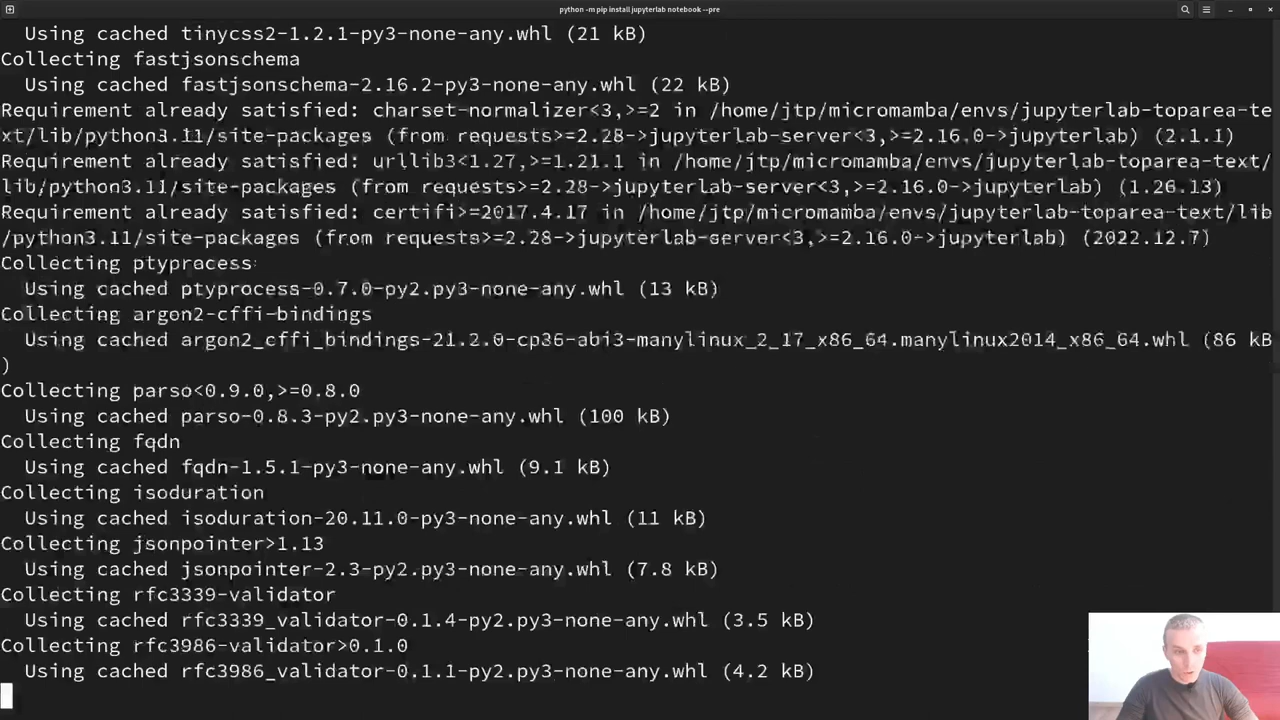 python -m pip install jupyterlab notebook --pre
Using cached tinycss2-1.2.1-py3-none-any.whl (21 kB)
Collecting fastjsonschema
Using cached fastjsonschema-2.16.2-py3-none-any.whl (22 kB)
Requirement already satisfied: charset-normalizer<3,>=2 in /home/jtp/micromamba/envs/jupyterlab-toparea-te
xt/lib/python3.11/site-packages (from requests>=2.28->jupyterlab-server<3,>=2.16.0->jupyterlab) (2.1.1)
Requirement already satisfied: urllib3<1.27,>=1.21.1 in /home/jtp/micromamba/envs/jupyterlab-toparea-text/
lib/python3.11/site-packages (from requests>=2.28->jupyterlab-server<3,>=2.16.0->jupyterlab) (1.26.13)
Requirement already satisfied: certifi>=2017.4.17 in /home/jtp/micromamba/envs/jupyterlab-toparea-text/lib
/python3.11/site-packages (from requests>=2.28->jupyterlab-server<3,>=2.16.0->jupyterlab) (2022.12.7)
Collecting ptyprocess
Using cached ptyprocess-0.7.0-py2.py3-none-any.whl (13 kB)
Collecting argon2-cffi-bindings
Using cached argon2_cffi_bindings-21.2.0-cp36-abi3-manylinux_2_17_x86_64.manylinux2014_x86_64.whl (86 kB
)
Collecting parso<0.9.0,>=0.8.0
Using cached parso-0.8.3-py2.py3-none-any.whl (100 kB)
Collecting fqdn
Using cached fqdn-1.5.1-py3-none-any.whl (9.1 kB)
Collecting isoduration
Using cached isoduration-20.11.0-py3-none-any.whl (11 kB)
Collecting jsonpointer>1.13
Using cached jsonpointer-2.3-py2.py3-none-any.whl (7.8 kB)
Collecting rfc3339-validator
Using cached rfc3339_validator-0.1.4-py2.py3-none-any.whl (3.5 kB)
Collecting rfc3986-validator>0.1.0
Using cached rfc3986_validator-0.1.1-py2.py3-none-any.whl (4.2 kB)